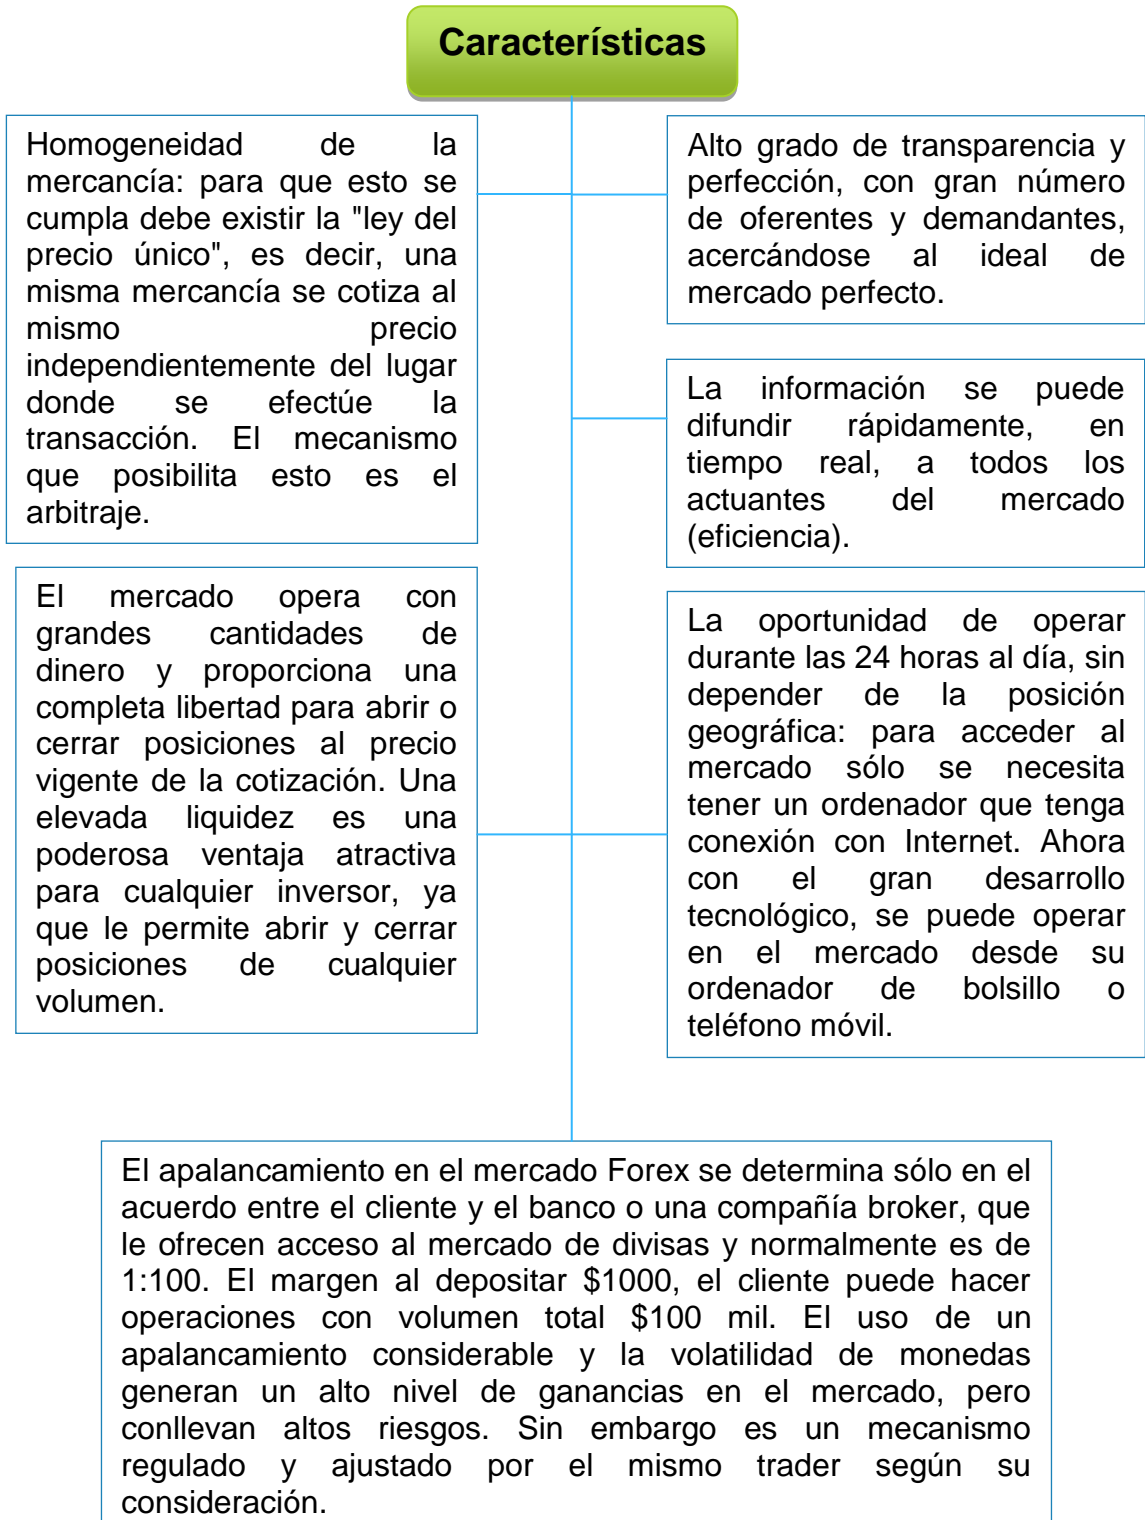 Características
Homogeneidad de la
mercancía: para que esto se
cumpla debe existir la "ley del
precio único", es decir, una
misma mercancía se cotiza al
mismo precio
independientemente del lugar
donde se efectúe la
transacción. El mecanismo
que posibilita esto es el
arbitraje.
Alto grado de transparencia y
perfección, con gran número
de oferentes y demandantes,
acercándose al ideal de
mercado perfecto.
La información se puede
difundir rápidamente, en
tiempo real, a todos los
actuantes del mercado
(eficiencia).
El mercado opera con
grandes cantidades de
dinero y proporciona una
completa libertad para abrir o
cerrar posiciones al precio
vigente de la cotización. Una
elevada liquidez es una
poderosa ventaja atractiva
para cualquier inversor, ya
que le permite abrir y cerrar
posiciones de cualquier
volumen.
La oportunidad de operar
durante las 24 horas al día, sin
depender de la posición
geográfica: para acceder al
mercado sólo se necesita
tener un ordenador que tenga
conexión con Internet. Ahora
con el gran desarrollo
tecnológico, se puede operar
en el mercado desde su
ordenador de bolsillo o
teléfono móvil.
El apalancamiento en el mercado Forex se determina sólo en el
acuerdo entre el cliente y el banco o una compañía broker, que
le ofrecen acceso al mercado de divisas y normalmente es de
1:100. El margen al depositar $1000, el cliente puede hacer
operaciones con volumen total $100 mil. El uso de un
apalancamiento considerable y la volatilidad de monedas
generan un alto nivel de ganancias en el mercado, pero
conllevan altos riesgos. Sin embargo es un mecanismo
regulado y ajustado por el mismo trader según su
consideración.